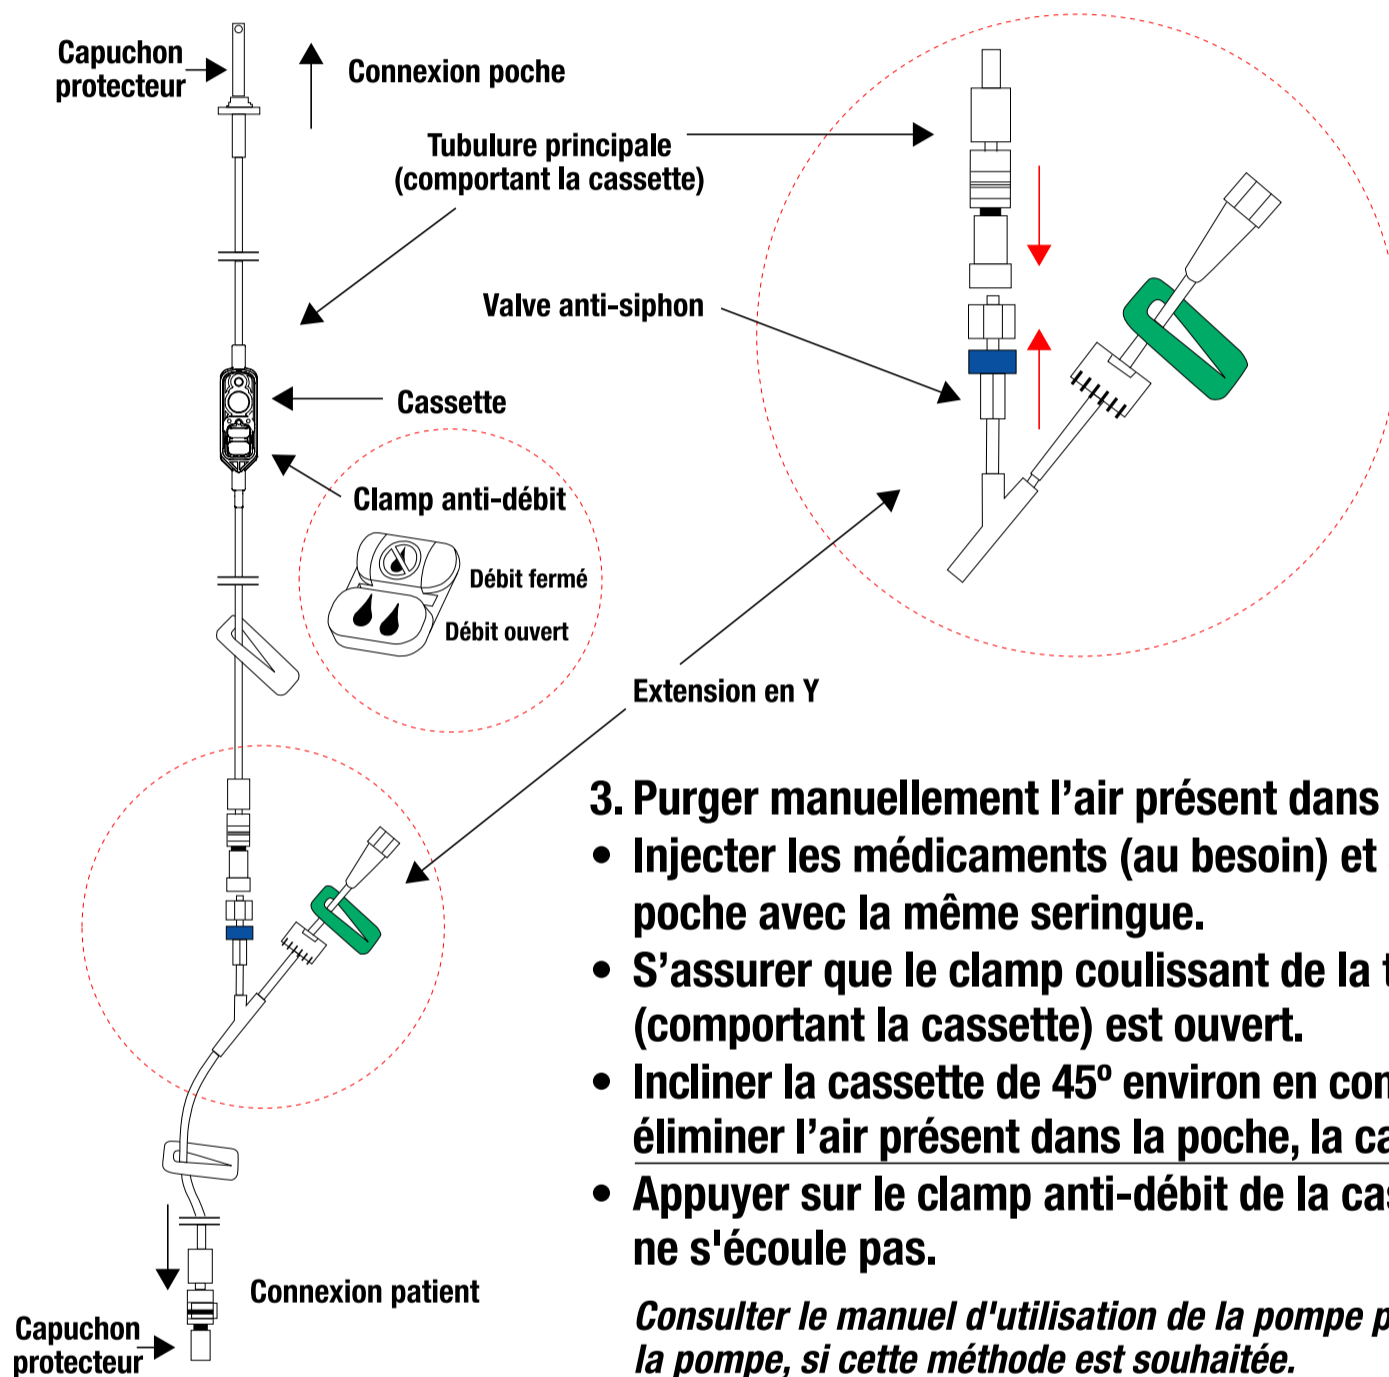 Capuchon
protecteur
Connexion poche
Tubulure principale
(comportant la cassette)
Valve anti-siphon
Cassette
Clamp anti-débit
Débit fermé
Débit ouvert
Extension en Y
3. Purger manuellement l’air présent dans
• Injecter les médicaments (au besoin) et
poche avec la même seringue.
• S’assurer que le clamp coulissant de la
(comportant la cassette) est ouvert.
• Incliner la cassette de 45º environ en
éliminer l’air présent dans la poche, la
• Appuyer sur le clamp anti-débit de la
ne s'écoule pas.
Consulter le manuel d'utilisation de la pompe
la pompe, si cette méthode est souhaitée.
Connexion patient
Capuchon
protecteur